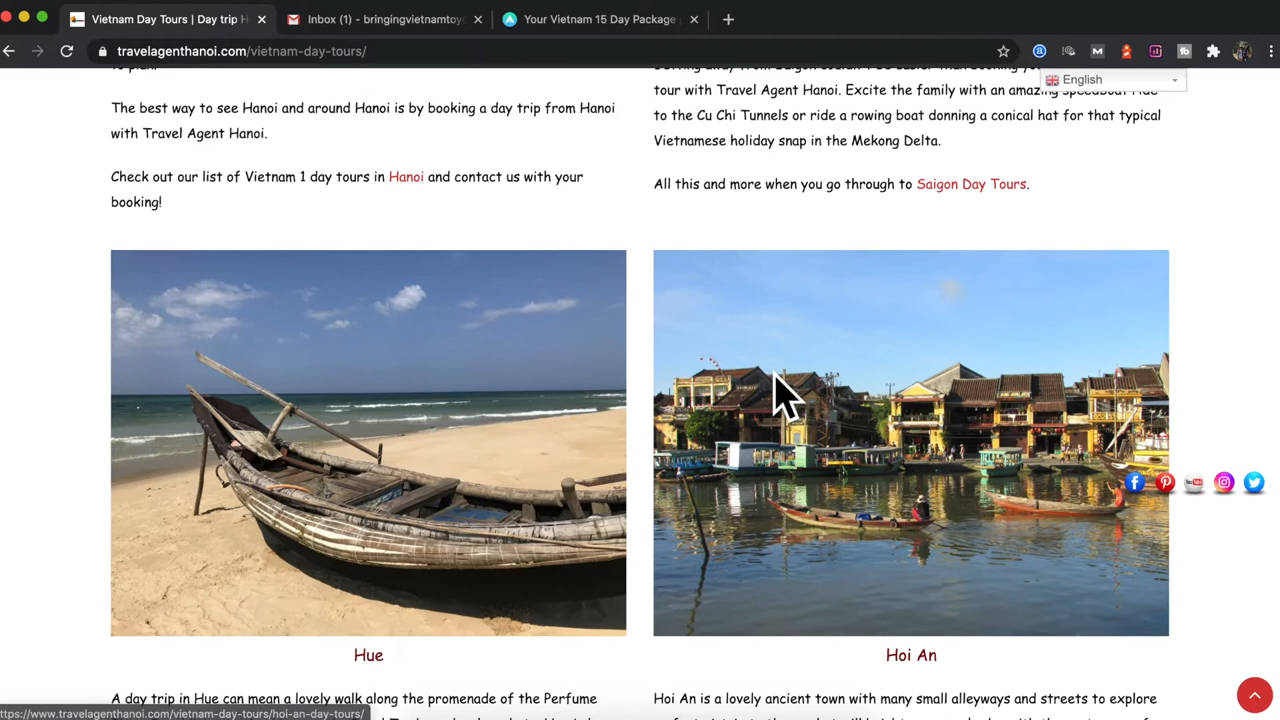 Vietnam Day Tours | Day trip H
Inbox (1) - bringingvietnamtoyo
Your Vietnam 15 Day Package
travelagenthanoi.com/vietnam-day-tours/
English
to plan.
The best way to see Hanoi and around Hanoi is by booking a day trip from Hanoi
with Travel Agent Hanoi.
Check out our list of Vietnam 1 day tours in Hanoi and contact us with your
booking!
tour with Travel Agent Hanoi. Excite the family with an amazing speedboat ride
to the Cu Chi Tunnels or ride a rowing boat donning a conical hat for that typical
Vietnamese holiday snap in the Mekong Delta.
All this and more when you go through to Saigon Day Tours.
Hue
Hoi An
A day trip in Hue can mean a lovely walk along the promenade of the Perfume
Hoi An is a lovely ancient town with many small alleyways and streets to explore
https://www.travelagenthanoi.com/vietnam-day-tours/hoi-an-day-tours/